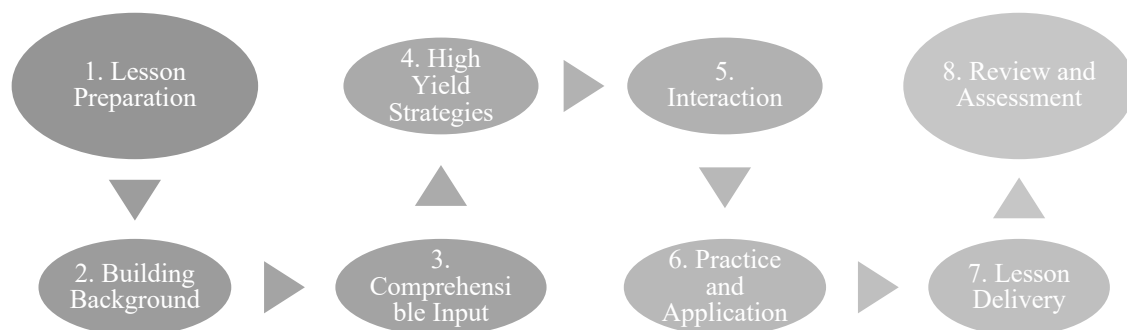 1. Lesson
Preparation
2. Building
Background
3.
Comprehensi
ble Input
4. High
Yield
Strategies
5.
Interaction
6. Practice
and
Application
7. Lesson
Delivery
8. Review and
Assessment